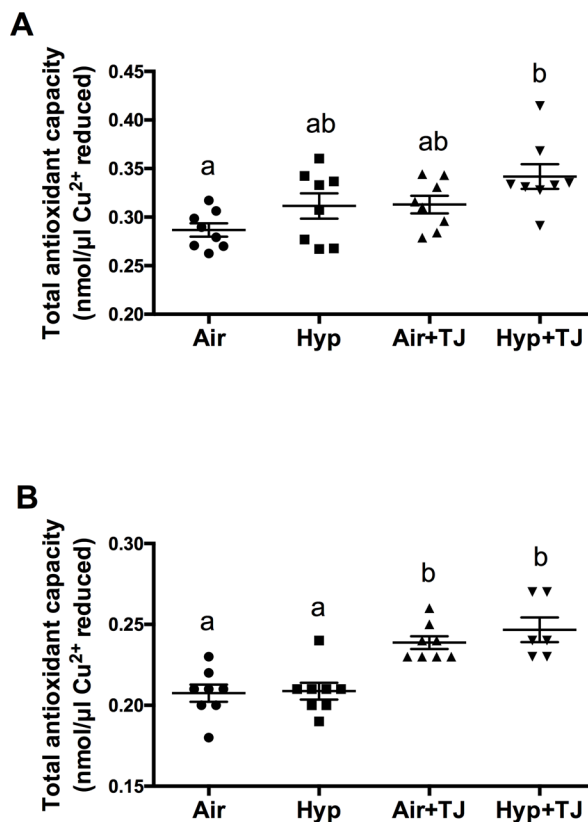 A
Total antioxidant capacity
(nmol/µl Cu²⁺ reduced)
0.45
0.40
0.35
0.30
0.25
0.20
a
ab
ab
b
Air
Hyp
Air+TJ
Hyp+TJ
B
Total antioxidant capacity
(nmol/µl Cu²⁺ reduced)
0.30
0.25
0.20
0.15
a
a
b
b
Air
Hyp
Air+TJ
Hyp+TJ